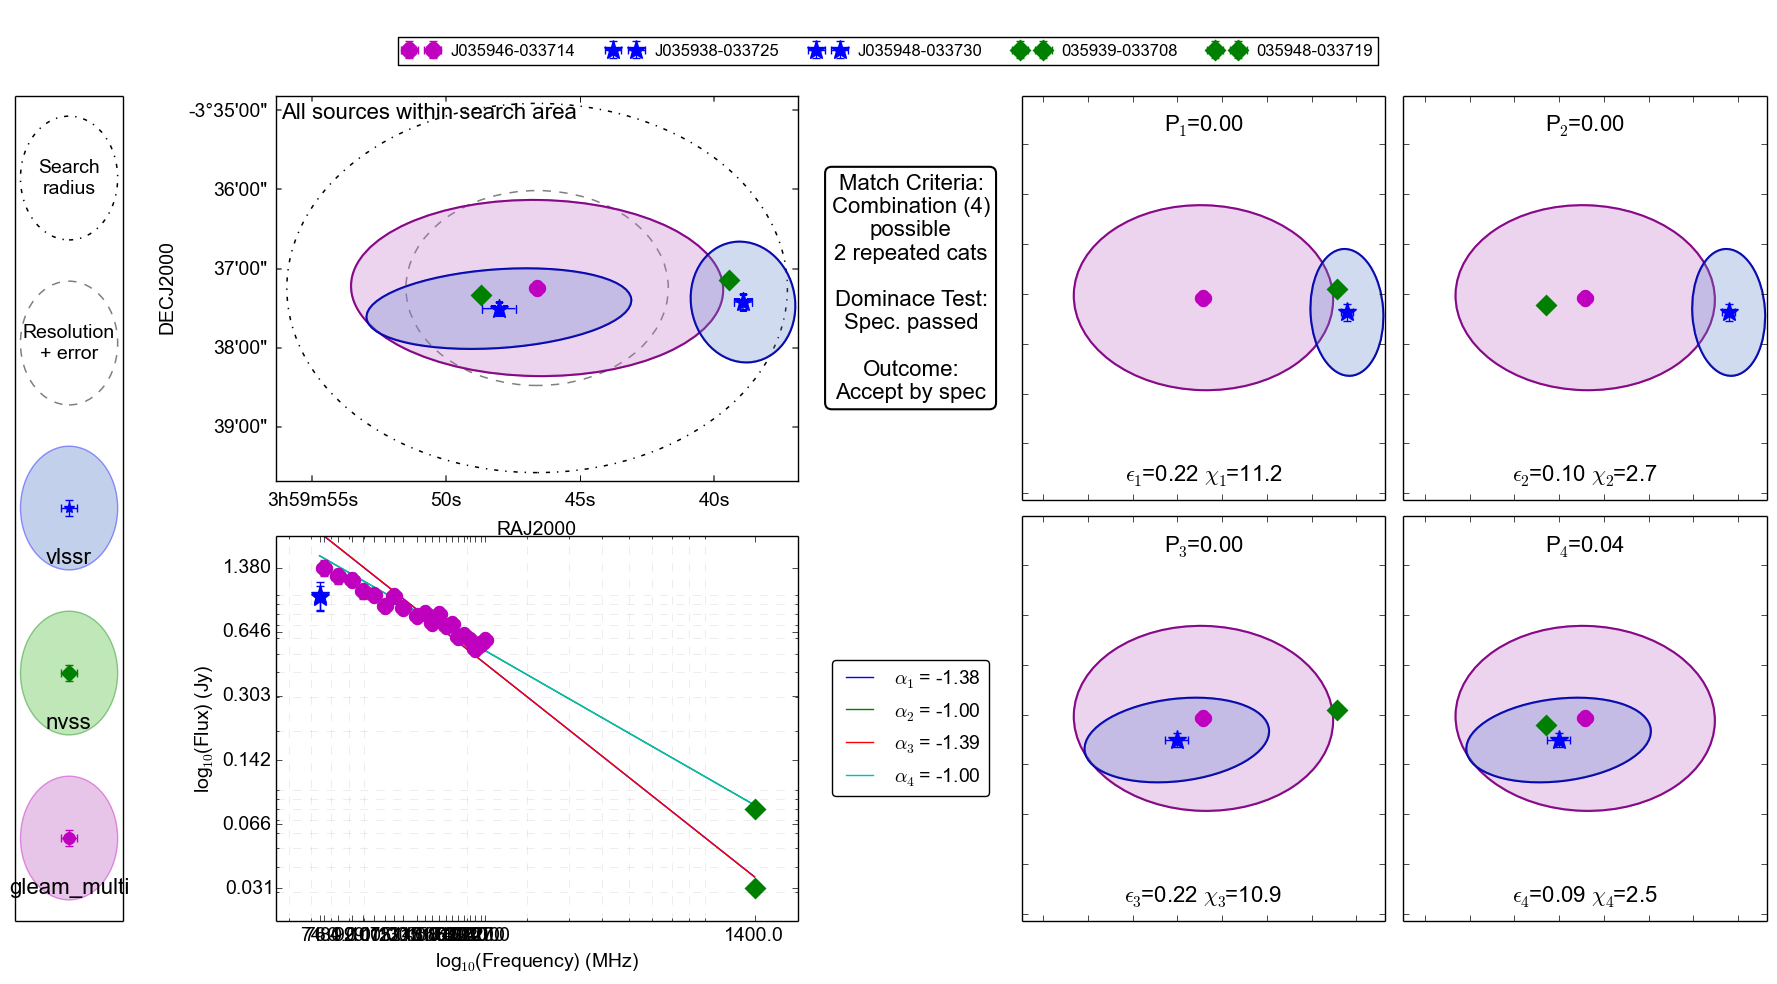 J035946-033714 J035938-033725 J035948-033730 035939-033708 035948-033719
Search
radius
Resolution
+ error
vlssr
nvss
gleam_multi
All sources within search area
-3°35'00"
36'00"
37'00"
38'00"
39'00"
DECJ2000
3h59m55s 50s 45s 40s
RAJ2000
Match Criteria:
Combination (4)
possible
2 repeated cats
Dominace Test:
Spec. passed
Outcome:
Accept by spec
P1=0.00
ϵ1=0.22 χ1=11.2
P2=0.00
ϵ2=0.10 χ2=2.7
1.380
0.646
0.303
0.142
0.066
0.031
log10(Flux) (Jy)
1400.0
log10(Frequency) (MHz)
α1 = -1.38
α2 = -1.00
α3 = -1.39
α4 = -1.00
P3=0.00
ϵ3=0.22 χ3=10.9
P4=0.04
ϵ4=0.09 χ4=2.5